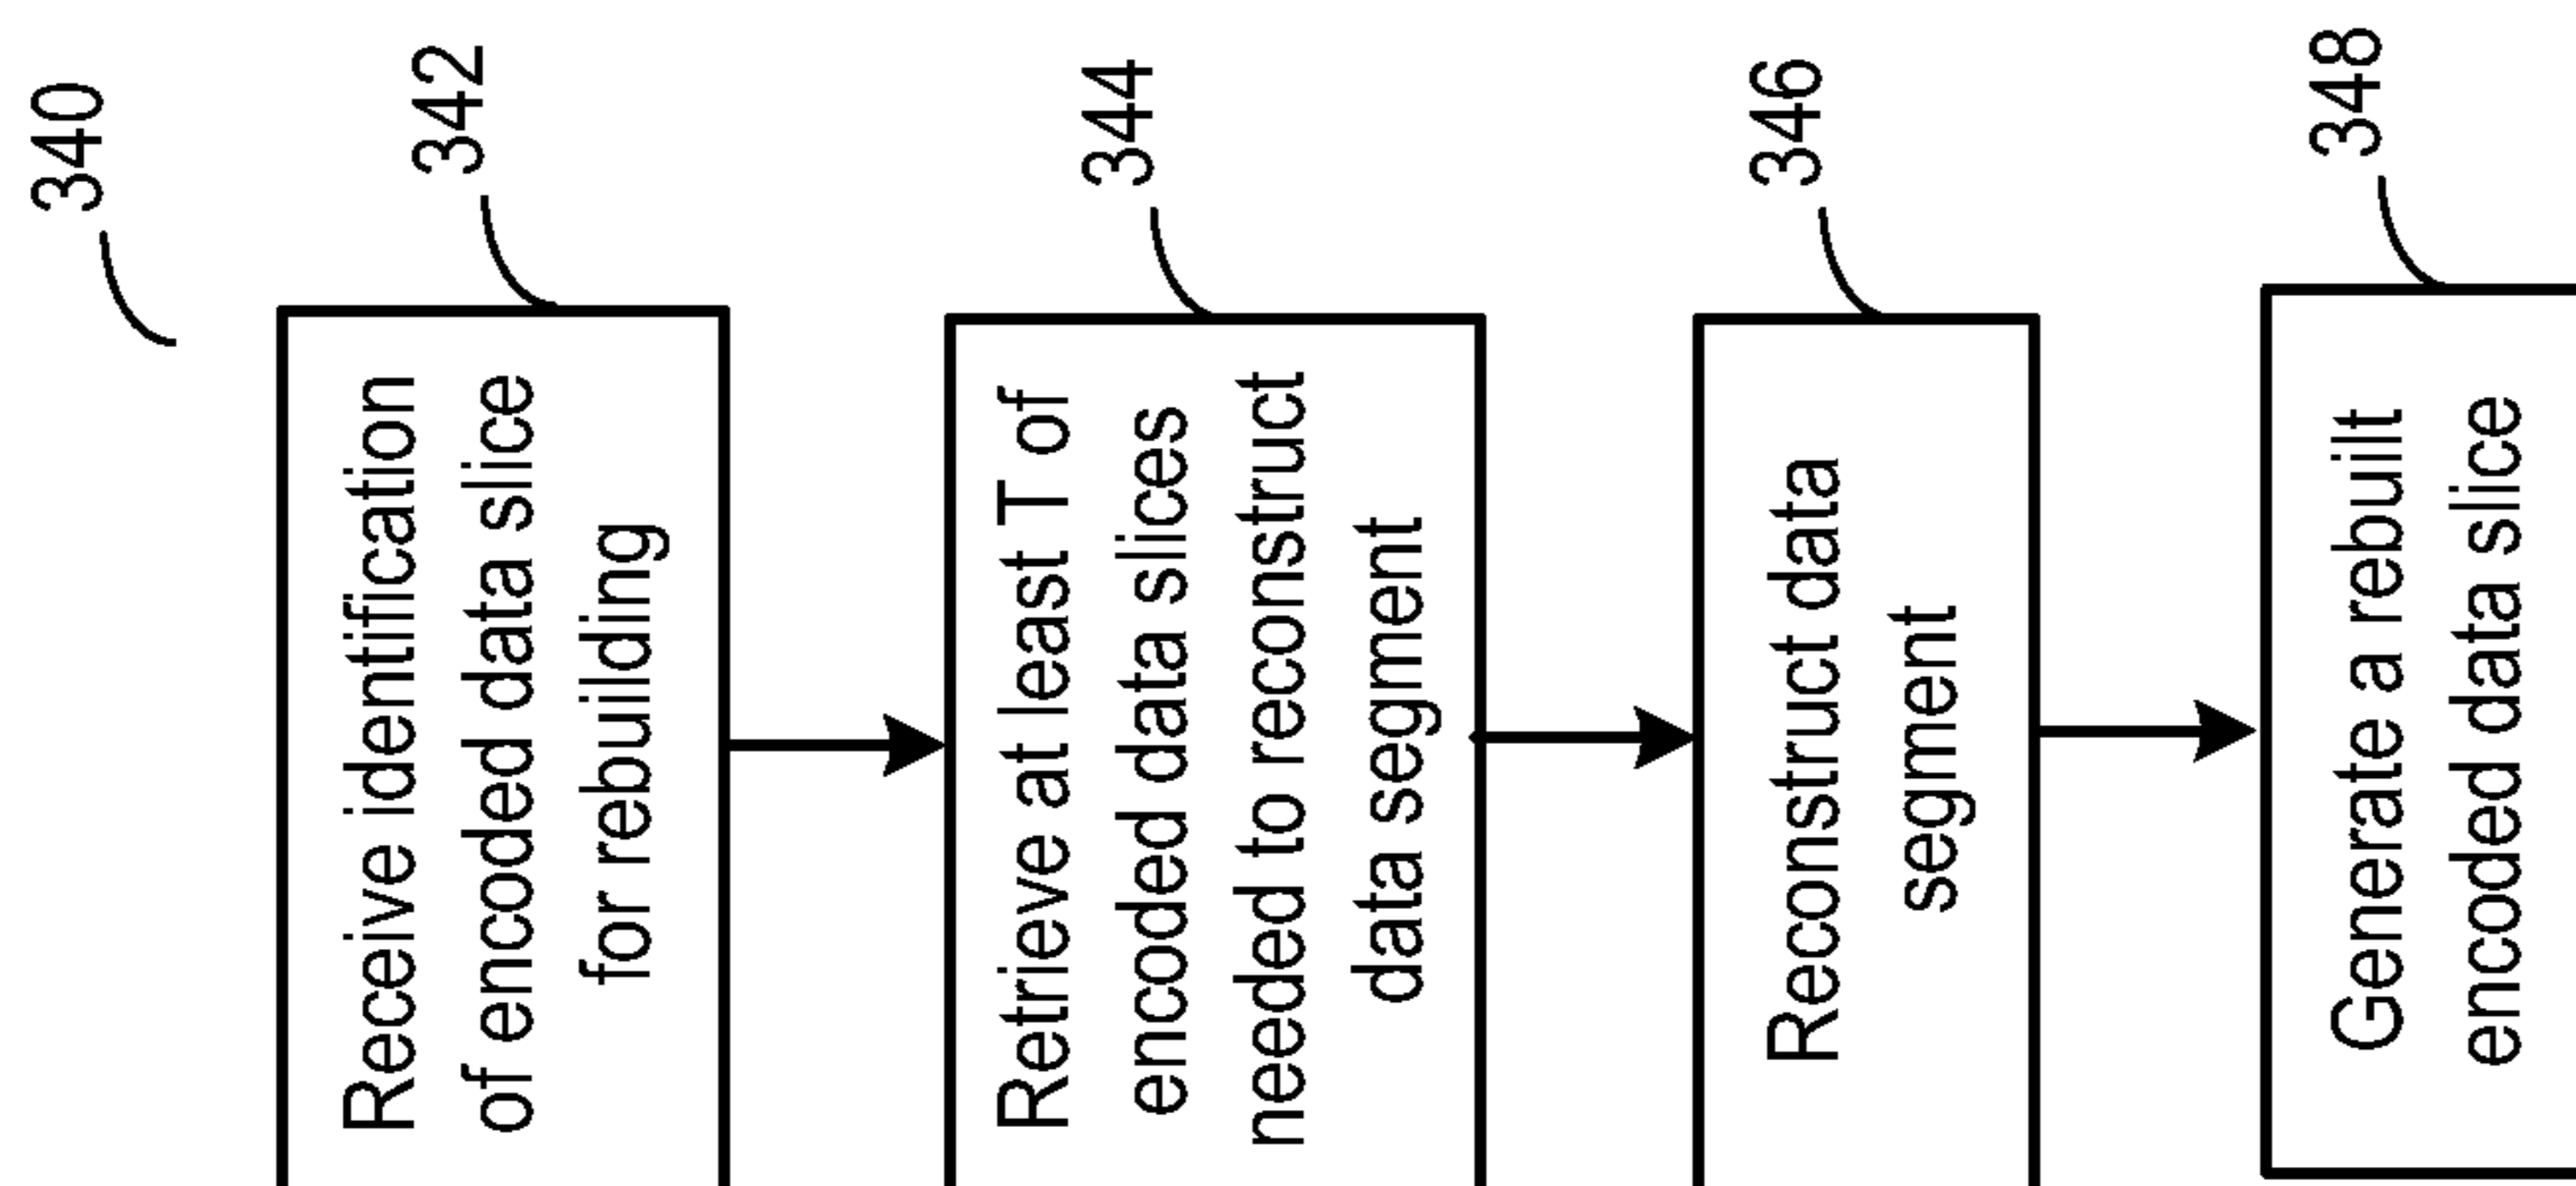 340
342
Receive identification
of encoded data slice
for rebuilding
344
Retrieve at least T of
encoded data slices
needed to reconstruct
data segment
346
Reconstruct data
segment
348
Generate a rebuilt
encoded data slice